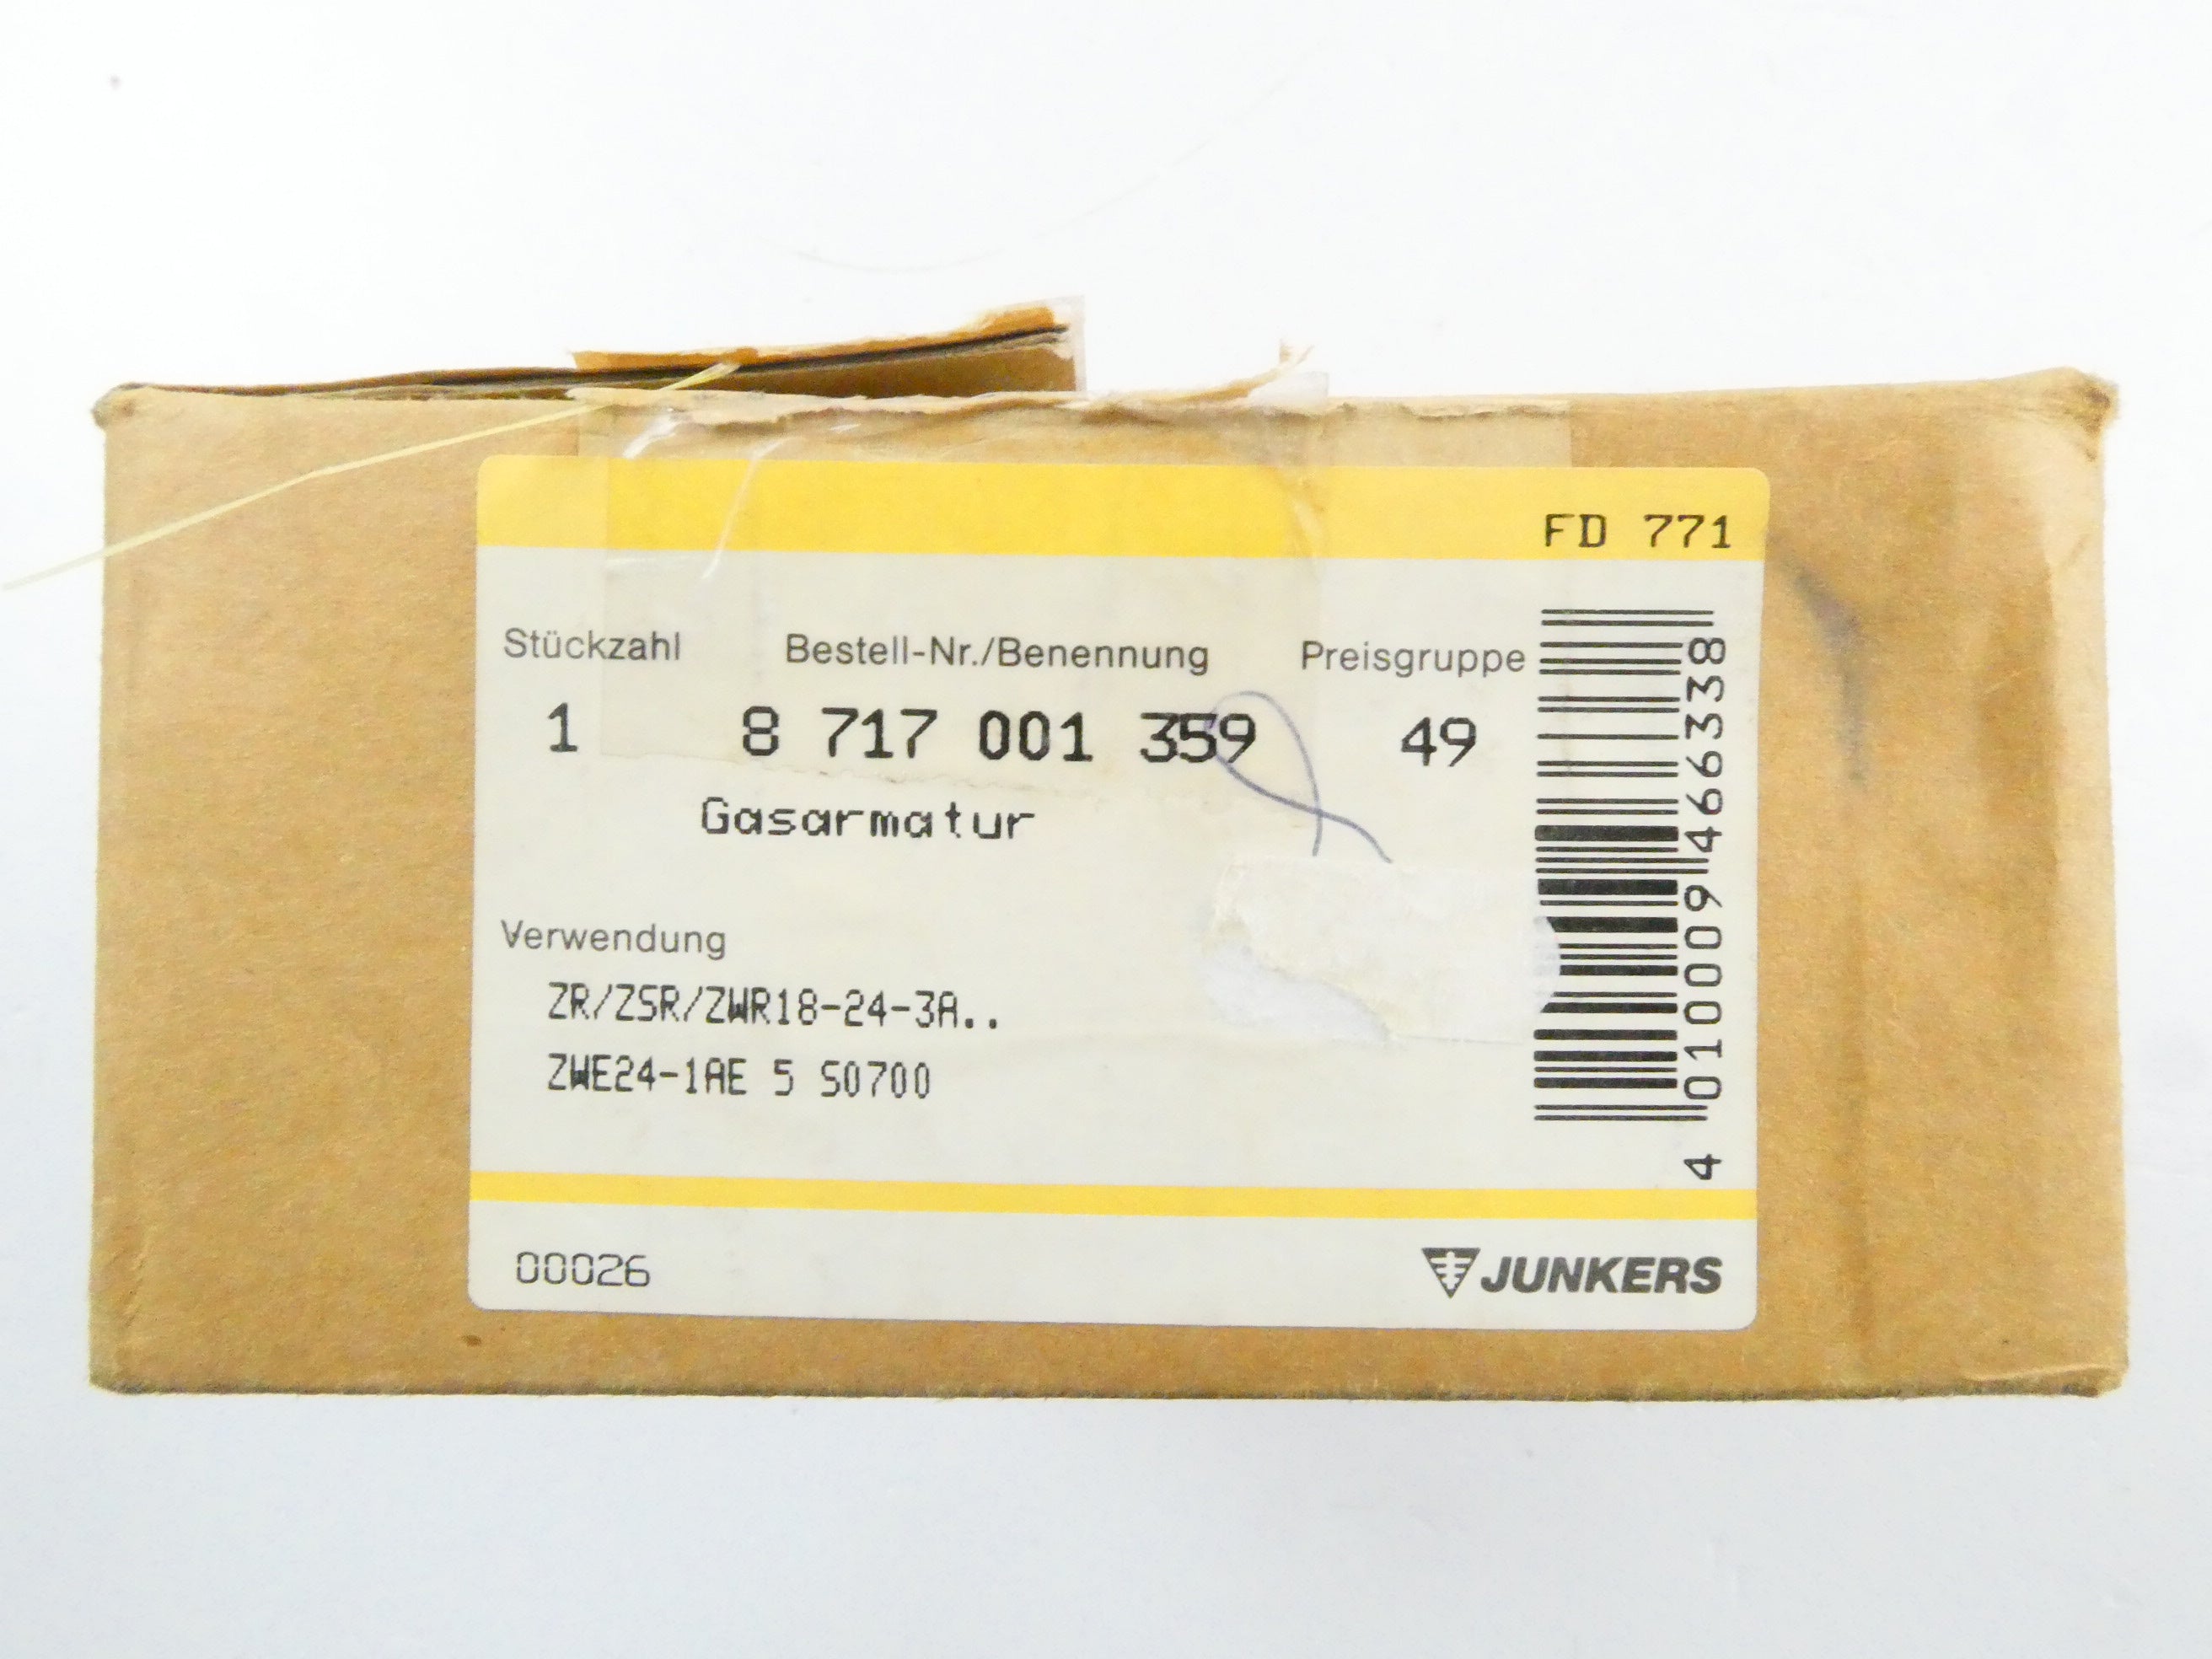 FD 771
Stückzahl Bestell-Nr./Benennung Preisgruppe
1 8 717 001 359 49
Gasarmatur
Verwendung
ZR/ZSR/ZWR18-24-3A..
ZWE24-1AE 5 S0700
4 010009 466338
00026
JUNKERS